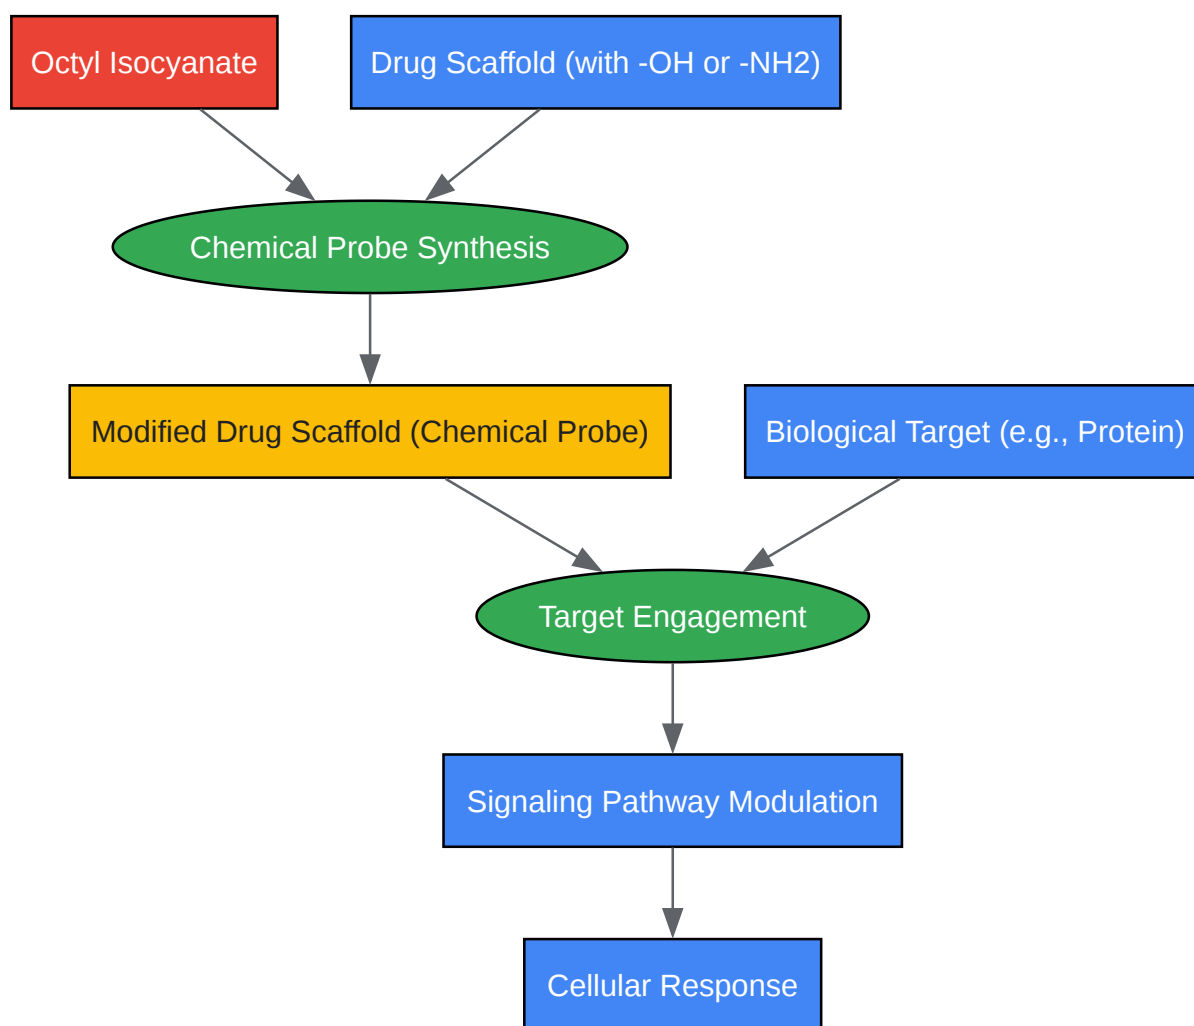 Octyl Isocyanate
Drug Scaffold (with -OH or -NH2)
Chemical Probe Synthesis
Modified Drug Scaffold (Chemical Probe)
Biological Target (e.g., Protein)
Target Engagement
Signaling Pathway Modulation
Cellular Response